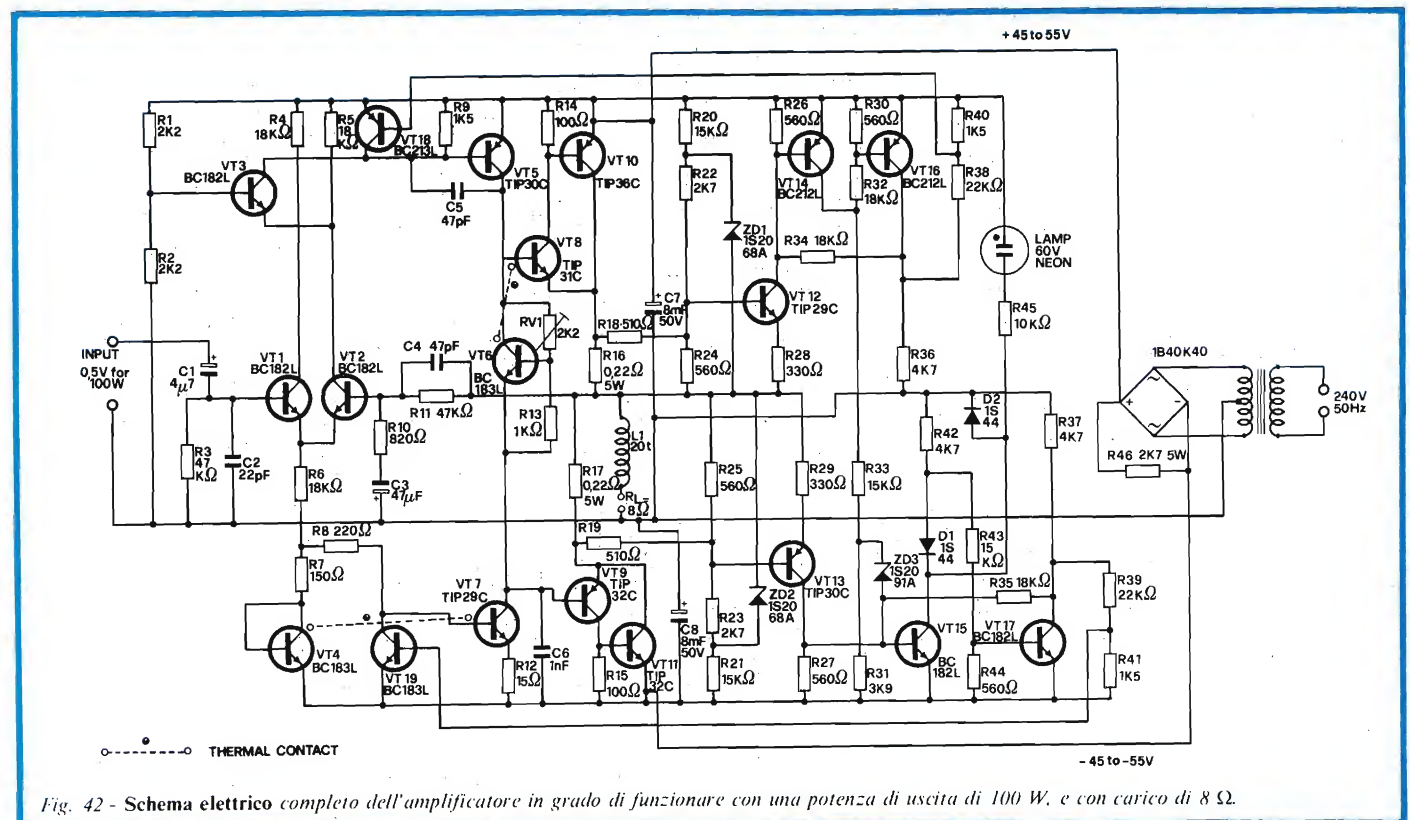 + 45 to 55V
R1
2K2
R4
18KΩ
R5
18
KΩ
VT18
BC213L
R9
1K5
R14
100Ω
VT10
TIP36C
R20
15KΩ
R26
560Ω
R30
560Ω
R40
1K5
VT3
BC182L
VT5
TIP30C
R22
2K7
VT14
BC212L
R32
18KΩ
VT16
BC212L
R38
22KΩ
C5
47pF
R2
2K2
VT8
TIP
31C
ZD1
1S20
68A
R34 18KΩ
LAMP
60V
NEON
C7
8mF
50V
VT12
TIP29C
R45
10KΩ
INPUT
0,5V for
100W
C1
4μ7
VT1
BC182L
VT2
BC182L
C4 47pF
RV1
2K2
VT6
BC
183L
R18 510Ω
R16
0,22Ω
5W
R24
560Ω
R28
330Ω
R36
4K7
1B40K40
240V
50Hz
R11 47KΩ
R10
820Ω
R13
1KΩ
R3
47
KΩ
C2
22pF
R6
18KΩ
C3
47μF
R17
0,22Ω
5W
L1
20t
RL=
8Ω
R25
560Ω
R29
330Ω
R33
15KΩ
R42
4K7
D2
1S
44
R37
4K7
R46 2K7 5W
R8 220Ω
R7
150Ω
R19
510Ω
D1
1S
44
R43
15
KΩ
VT7
TIP29C
VT9
TiP
32C
VT13
TIP30C
ZD3
1S20
91A
R35 18KΩ
R39
22KΩ
ZD2
1S20
68A
R23
2K7
VT4
BC183L
VT19
BC183L
R12
15Ω
C6
1nF
R15
100Ω
VT11
TIP
32C
C8
8mF
50V
R21
15KΩ
R27
560Ω
R31
3K9
VT15
BC
182L
VT17
BC182L
R44
560Ω
R41
1K5
THERMAL CONTACT
- 45 to -55V
Fig. 42 - Schema elettrico completo dell'amplificatore in grado di funzionare con una potenza di uscita di 100 W, e con carico di 8 Ω.